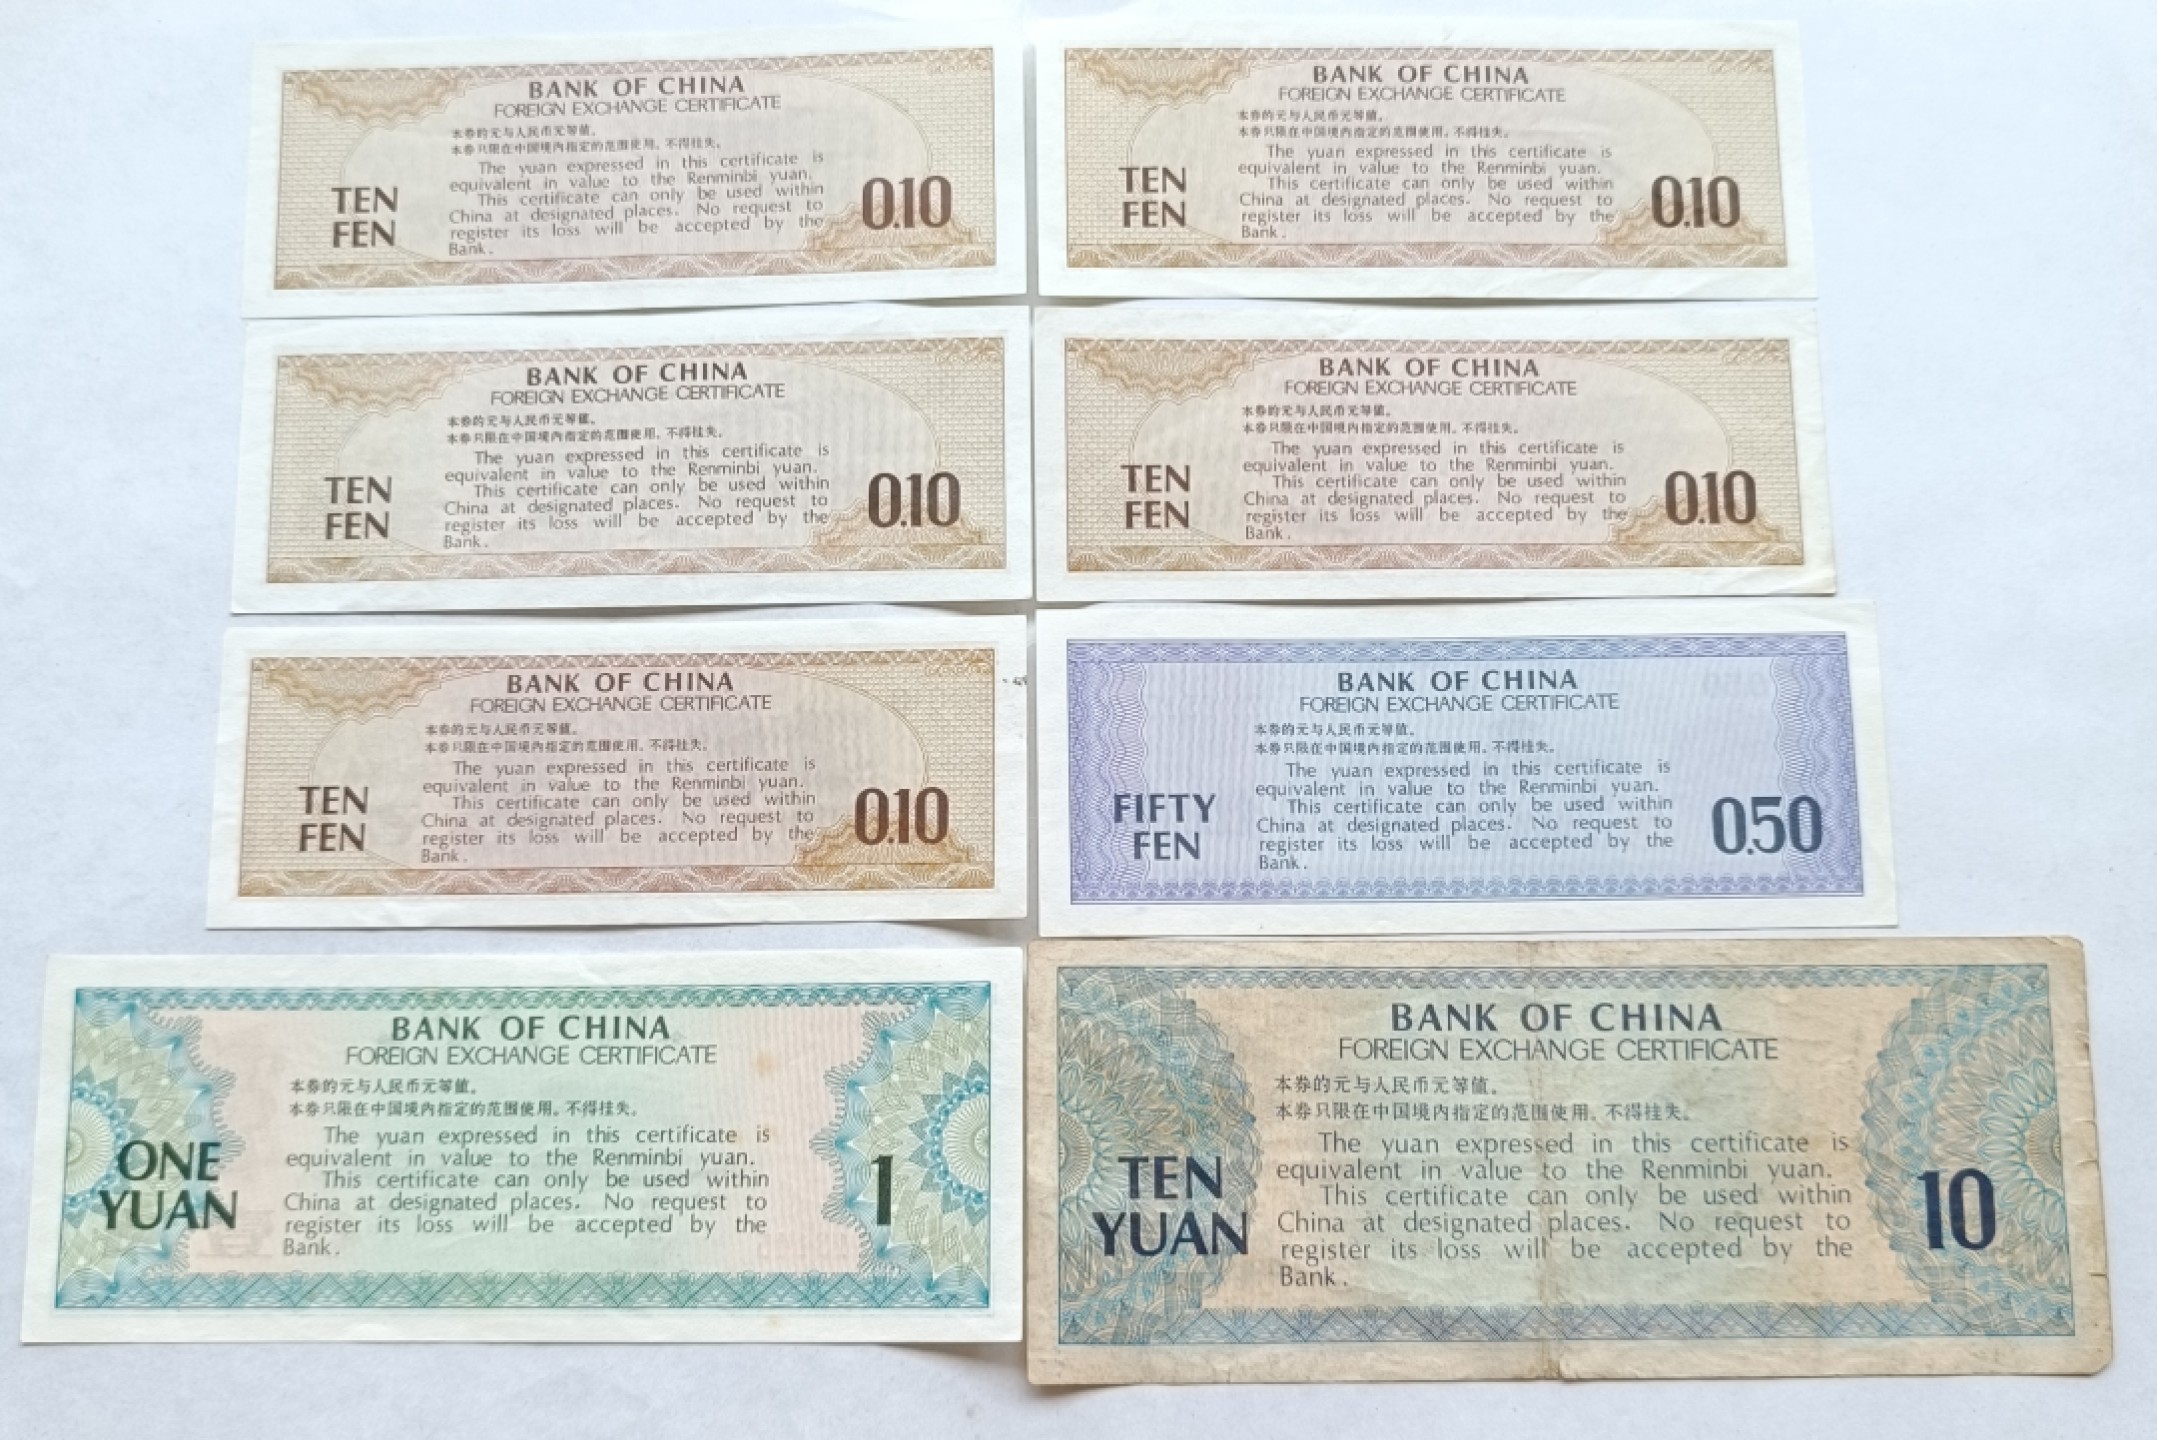 BANK OF CHINA
FOREIGN EXCHANGE CERTIFICATE
本券的元与人民币元等值。
本券只限在中国境内指定的范围使用。不得挂失。
The yuan expressed in this certificate is
equivalent in value to the Renminbi yuan.
This certificate can only be used within
China at designated places. No request to
register its loss will be accepted by the
Bank.
TEN
FEN
0.10
BANK OF CHINA
FOREIGN EXCHANGE CERTIFICATE
本券的元与人民币元等值。
本券只限在中国境内指定的范围使用。不得挂失。
The yuan expressed in this certificate is
equivalent in value to the Renminbi yuan.
This certificate can only be used within
China at designated places. No request to
register its loss will be accepted by the
Bank.
TEN
FEN
0.10
BANK OF CHINA
FOREIGN EXCHANGE CERTIFICATE
本券的元与人民币元等值。
本券只限在中国境内指定的范围使用。不得挂失。
The yuan expressed in this certificate is
equivalent in value to the Renminbi yuan.
This certificate can only be used within
China at designated places. No request to
register its loss will be accepted by the
Bank.
TEN
FEN
0.10
BANK OF CHINA
FOREIGN EXCHANGE CERTIFICATE
本券的元与人民币元等值。
本券只限在中国境内指定的范围使用。不得挂失。
The yuan expressed in this certificate is
equivalent in value to the Renminbi yuan.
This certificate can only be used within
China at designated places. No request to
register its loss will be accepted by the
Bank.
TEN
FEN
0.10
BANK OF CHINA
FOREIGN EXCHANGE CERTIFICATE
本券的元与人民币元等值。
本券只限在中国境内指定的范围使用。不得挂失。
The yuan expressed in this certificate is
equivalent in value to the Renminbi yuan.
This certificate can only be used within
China at designated places. No request to
register its loss will be accepted by the
Bank.
TEN
FEN
0.10
BANK OF CHINA
FOREIGN EXCHANGE CERTIFICATE
本券的元与人民币元等值。
本券只限在中国境内指定的范围使用。不得挂失。
The yuan expressed in this certificate is
equivalent in value to the Renminbi yuan.
This certificate can only be used within
China at designated places. No request to
register its loss will be accepted by the
Bank.
FIFTY
FEN
0.50
BANK OF CHINA
FOREIGN EXCHANGE CERTIFICATE
本券的元与人民币元等值。
本券只限在中国境内指定的范围使用。不得挂失。
The yuan expressed in this certificate is
equivalent in value to the Renminbi yuan.
This certificate can only be used within
China at designated places. No request to
register its loss will be accepted by the
Bank.
ONE
YUAN
1
BANK OF CHINA
FOREIGN EXCHANGE CERTIFICATE
本券的元与人民币元等值。
本券只限在中国境内指定的范围使用。不得挂失。
The yuan expressed in this certificate is
equivalent in value to the Renminbi yuan.
This certificate can only be used within
China at designated places. No request to
register its loss will be accepted by the
Bank.
TEN
YUAN
10